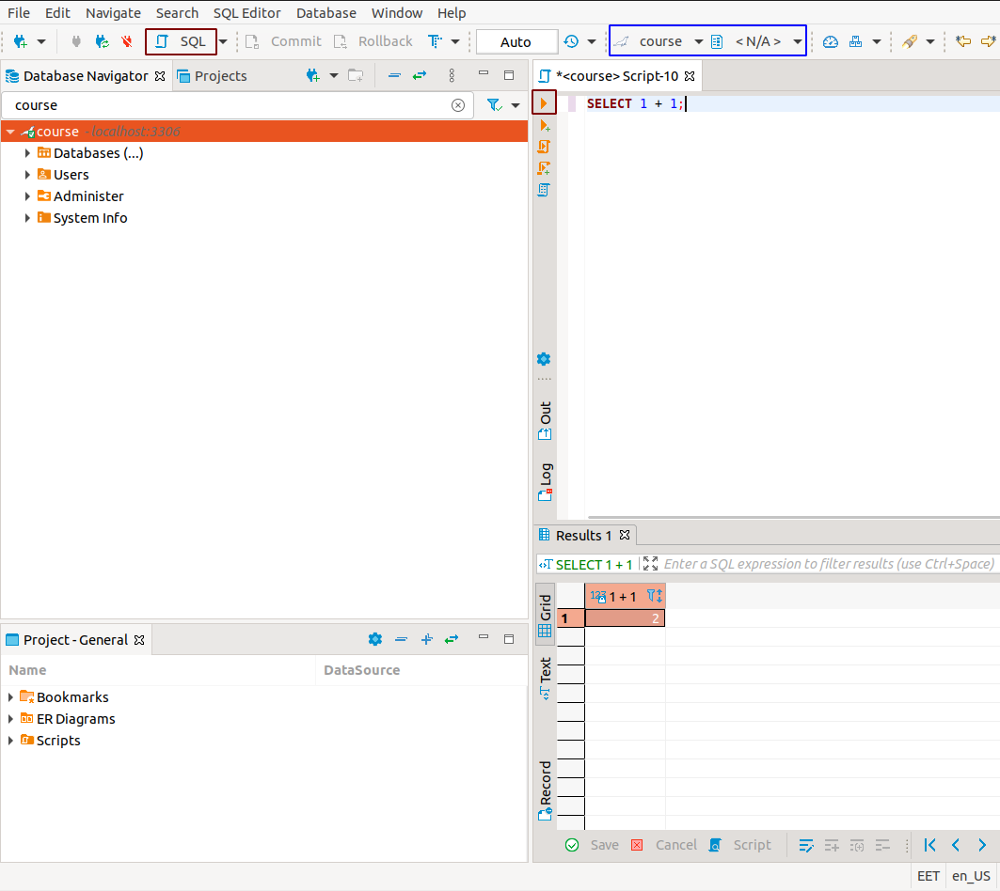 File Edit Navigate Search SQL Editor Database Window Help
SQL Commit Rollback Auto course < N/A >
Database Navigator Projects
course
course - localhost:3306
Databases (...)
Users
Administer
System Info
Project - General
Name DataSource
Bookmarks
ER Diagrams
Scripts
*<course> Script-10
SELECT 1 + 1;
Out
Log
Results 1
SELECT 1 + 1 Enter a SQL expression to filter results (use Ctrl+Space)
Grid
123 1 + 1
1 2
Text
Record
Save Cancel Script
EET en_US